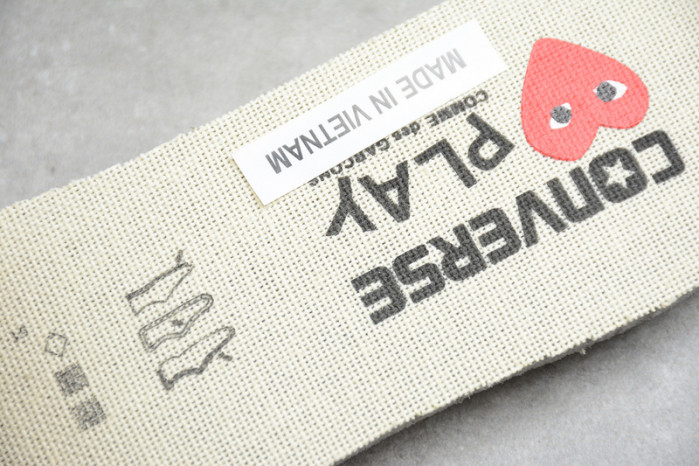 CONVERSE
PLAY
COMME des GARÇONS
MADE IN VIETNAM